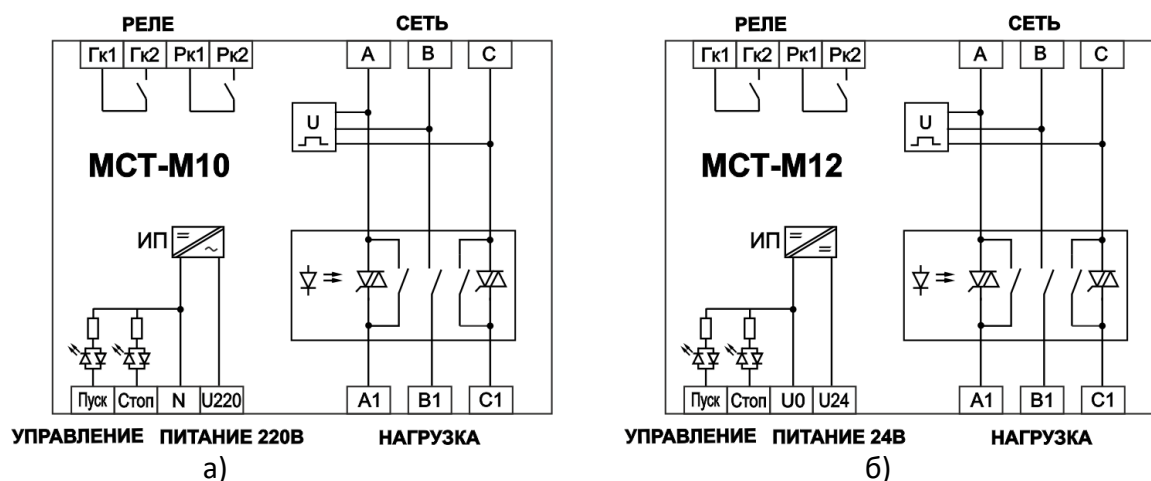 РЕЛЕ СЕТЬ
Гк1 Гк2 Рк1 Рк2 A B C
U
МСТ-М10
ИП
Пуск Стоп N U220 A1 B1 C1
УПРАВЛЕНИЕ ПИТАНИЕ 220В НАГРУЗКА
а)
РЕЛЕ СЕТЬ
Гк1 Гк2 Рк1 Рк2 A B C
U
МСТ-М12
ИП
Пуск Стоп U0 U24 A1 B1 C1
УПРАВЛЕНИЕ ПИТАНИЕ 24В НАГРУЗКА
б)